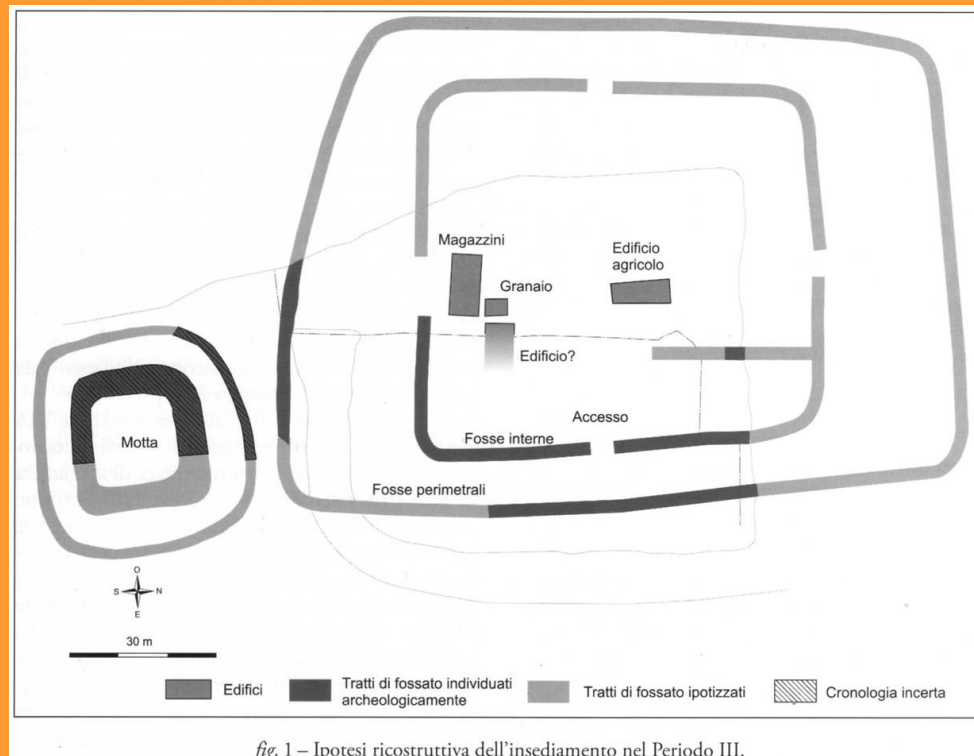 Magazzini
Edificio
agricolo
Granaio
Edificio?
Motta
Accesso
Fosse interne
Fosse perimetrali
O
S N
E
30 m
Edifici
Tratti di fossato individuati
archeologicamente
Tratti di fossato ipotizzati
Cronologia incerta
fig. 1 – Ipotesi ricostruttiva dell'insediamento nel Periodo III.